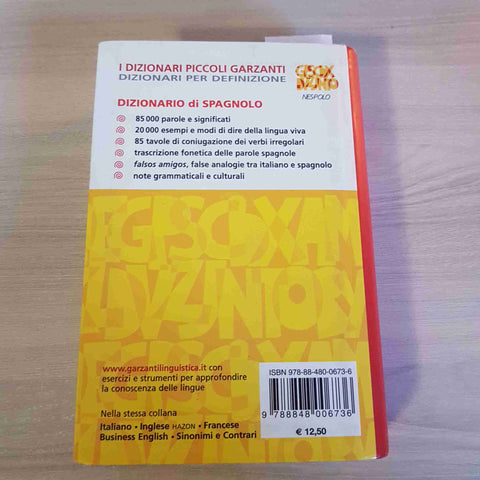 I DIZIONARI PICCOLI GARZANTI
DIZIONARI PER DEFINIZIONE
NESPOLO
DIZIONARIO di SPAGNOLO
85 000 parole e significati
20 000 esempi e modi di dire della lingua viva
85 tavole di coniugazione dei verbi irregolari
trascrizione fonetica delle parole spagnole
falsos amigos, false analogie tra italiano e spagnolo
note grammaticali e culturali
www.garzantilinguistica.it con
esercizi e strumenti per approfondire
la conoscenza delle lingue
Nella stessa collana
Italiano • Inglese HAZON • Francese
Business English • Sinonimi e Contrari
ISBN 978-88-480-0673-6
9 788848 006736
€ 12,50